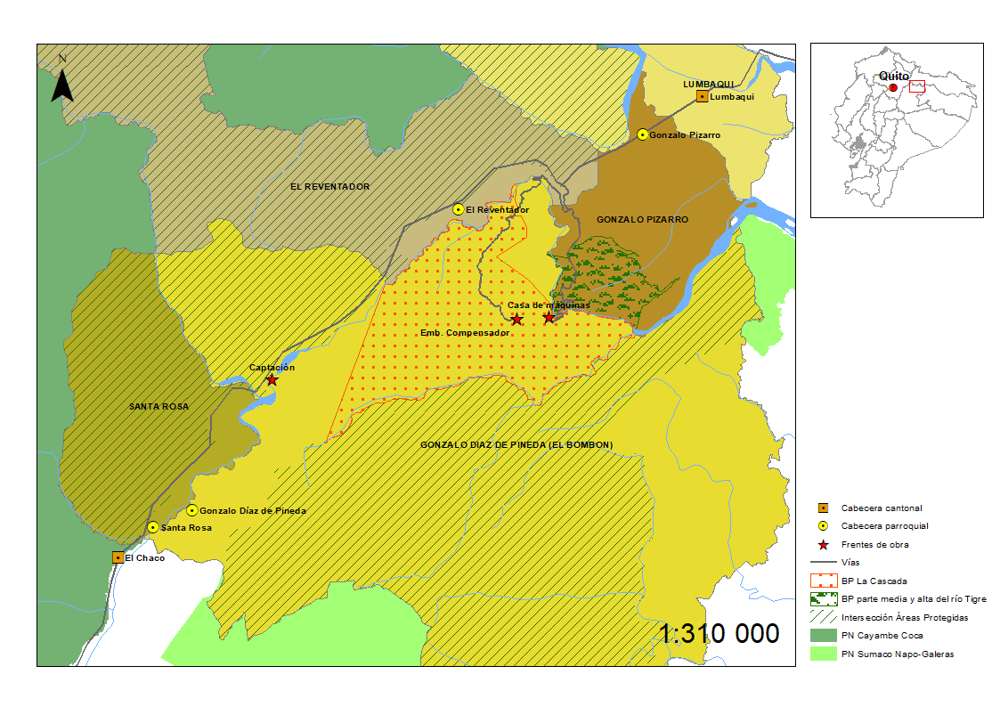 N
LUMBAQUI
Lumbaqui
Gonzalo Pizarro
EL REVENTADOR
El Reventador
GONZALO PIZARRO
Casa de máquinas
Emb. Compensador
Captación
SANTA ROSA
GONZALO DIAZ DE PINEDA (EL BOMBON)
Gonzalo Díaz de Pineda
Santa Rosa
El Chaco
1:310 000
Quito
Cabecera cantonal
Cabecera parroquial
Frentes de obra
Vías
BP La Cascada
BP parte media y alta del río Tigre
Intersección Áreas Protegidas
PN Cayambe Coca
PN Sumaco Napo-Galeras